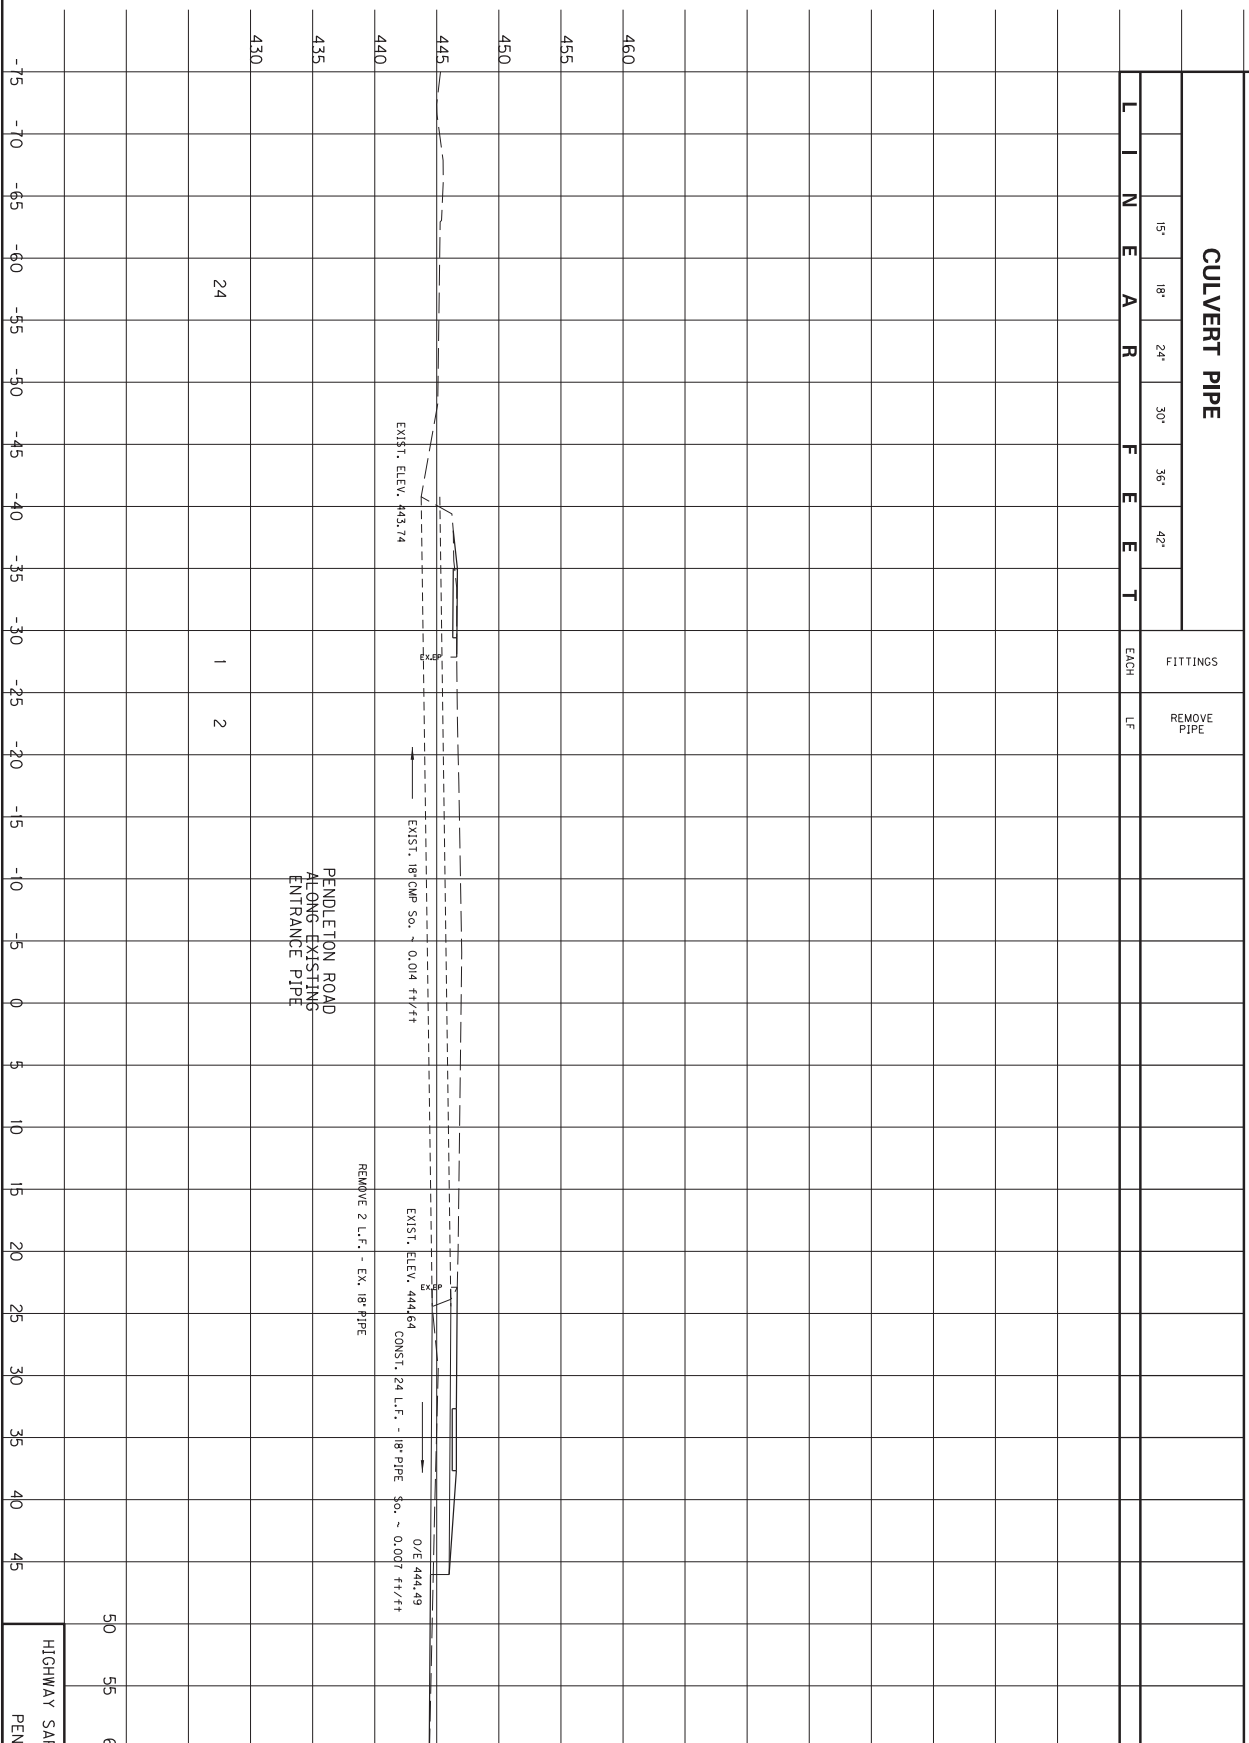 CULVERT PIPE
15" 18" 24" 30" 36" 42"
FITTINGS
REMOVE
PIPE
LINEAR FEET
EACH
LF
460
455
450
445
440
435
430
EXIST. ELEV. 443.74
EX.EP
EXIST. 18" CMP So. ~ 0.014 ft/ft
EX.EP
EXIST. ELEV. 444.64
O/E 444.49
CONST. 24 L.F. - 18" PIPE So. ~ 0.007 ft/ft
REMOVE 2 L.F. - EX. 18" PIPE
PENDLETON ROAD
ALONG EXISTING
ENTRANCE PIPE
24 1 2
50 55
-75 -70 -65 -60 -55 -50 -45 -40 -35 -30 -25 -20 -15 -10 -5 0 5 10 15 20 25 30 35 40 45
HIGHWAY SA
PEN